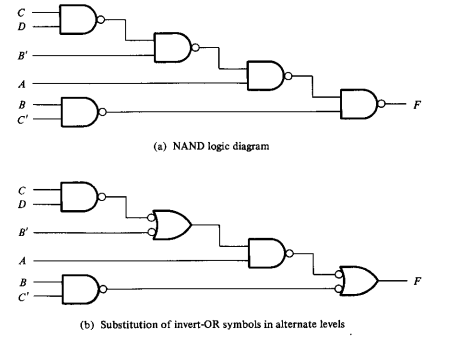 C
D
B'
A
B
C'
F
(a) NAND logic diagram
C
D
B'
A
B
C'
F
(b) Substitution of invert-OR symbols in alternate levels